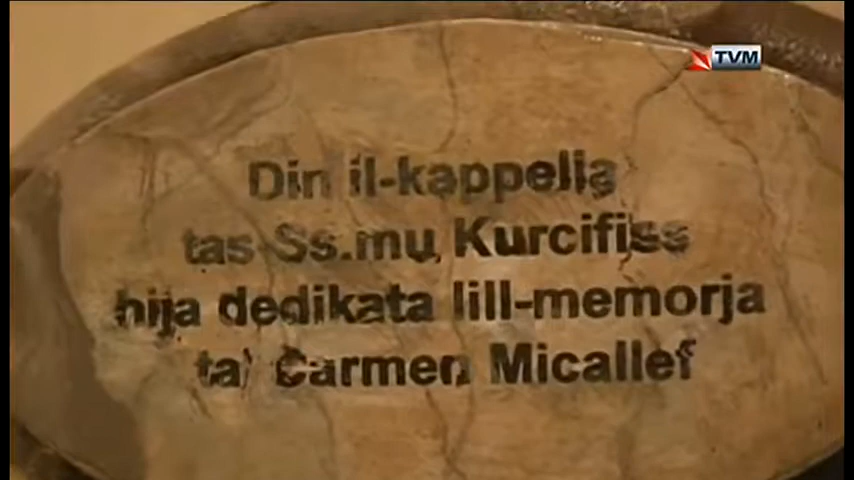 TVM
Din il-kappella
tas-Ss.mu Kurcifiss
hija dedikata lill-memorja
ta' Carmen Micallef